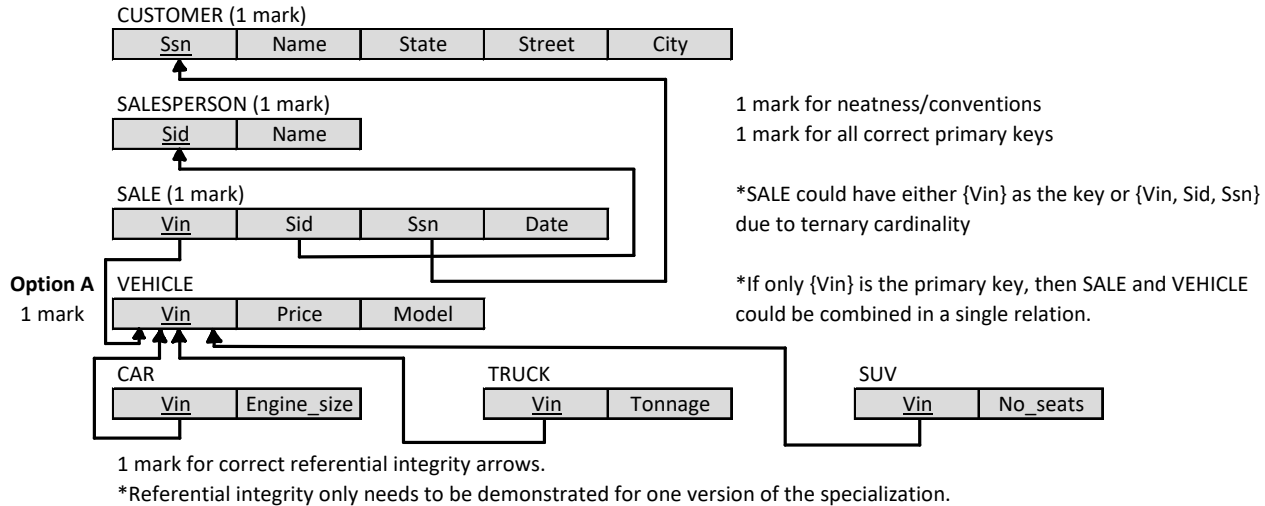 CUSTOMER (1 mark)
Ssn Name State Street City
SALESPERSON (1 mark)
Sid Name
1 mark for neatness/conventions
1 mark for all correct primary keys
SALE (1 mark)
Vin Sid Ssn Date
*SALE could have either {Vin} as the key or {Vin, Sid, Ssn}
due to ternary cardinality
Option A
1 mark
VEHICLE
Vin Price Model
*If only {Vin} is the primary key, then SALE and VEHICLE
could be combined in a single relation.
CAR
Vin Engine_size
TRUCK
Vin Tonnage
SUV
Vin No_seats
1 mark for correct referential integrity arrows.
*Referential integrity only needs to be demonstrated for one version of the specialization.